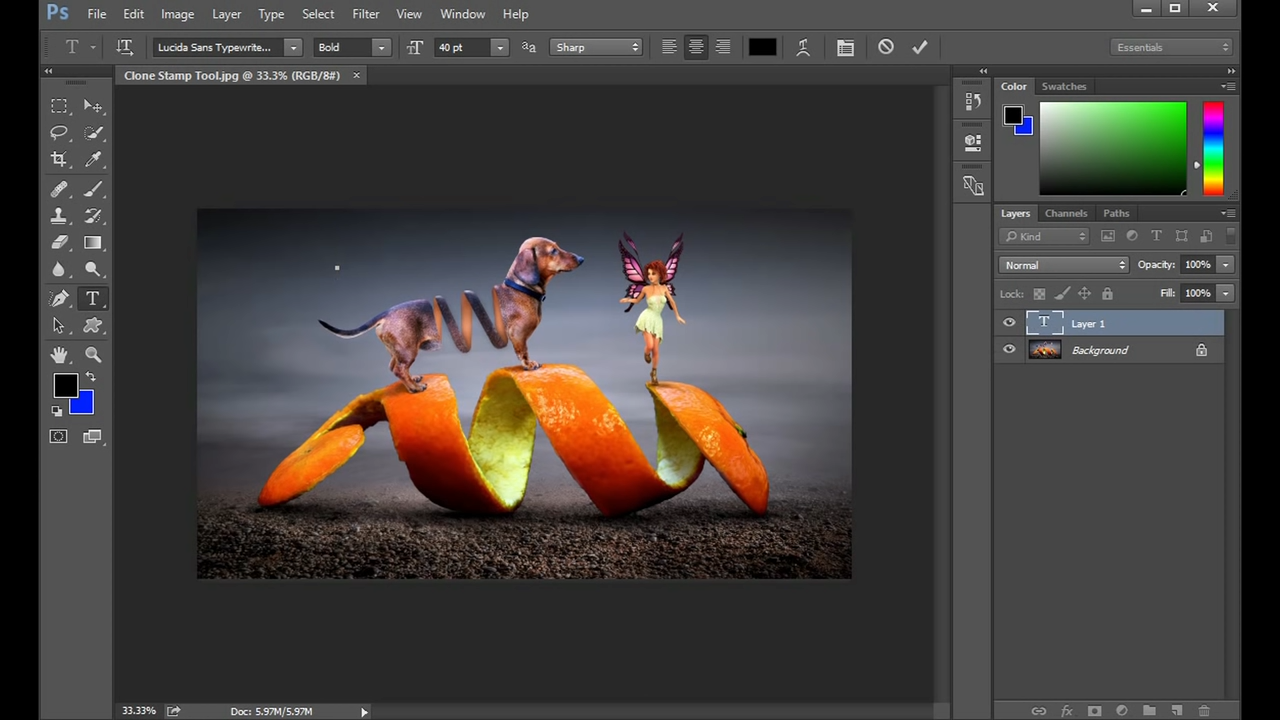 Ps File Edit Image Layer Type Select Filter View Window Help
T Lucida Sans Typewrite... Bold 40 pt aa Sharp Essentials
Clone Stamp Tool.jpg @ 33.3% (RGB/8#) ×
Color Swatches
Layers Channels Paths
Kind
Normal Opacity: 100%
Lock: Fill: 100%
T Layer 1
Background
33.33% Doc: 5.97M/5.97M